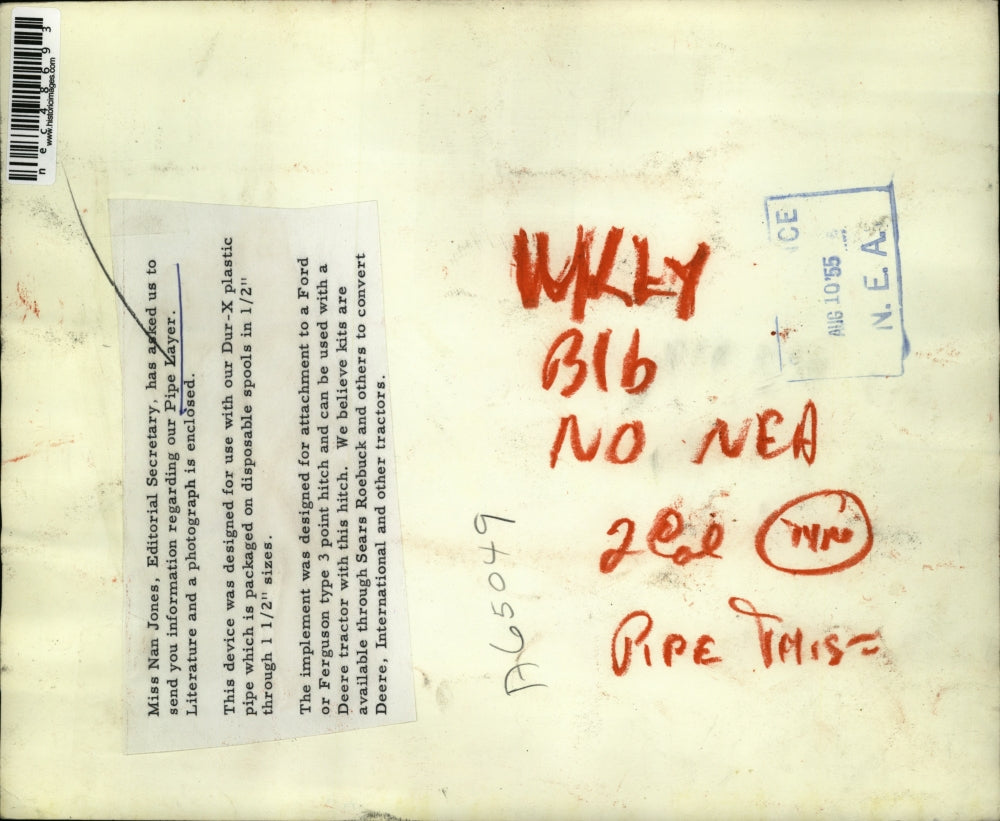 nec48693
www.historicimages.com
Miss Nan Jones, Editorial Secretary, has asked us to
send you information regarding our Pipe Layer.
Literature and a photograph is enclosed.
This device was designed for use with our Dur-X plastic
pipe which is packaged on disposable spools in 1/2"
through 1 1/2" sizes.
The implement was designed for attachment to a Ford
or Ferguson type 3 point hitch and can be used with a
Deere tractor with this hitch. We believe kits are
available through Sears Roebuck and others to convert
Deere, International and other tractors.
WKLY
B16
NO NEA
2 Col
PIPE THIS=
A65049
CE
AUG 10 '55
N. E. A.